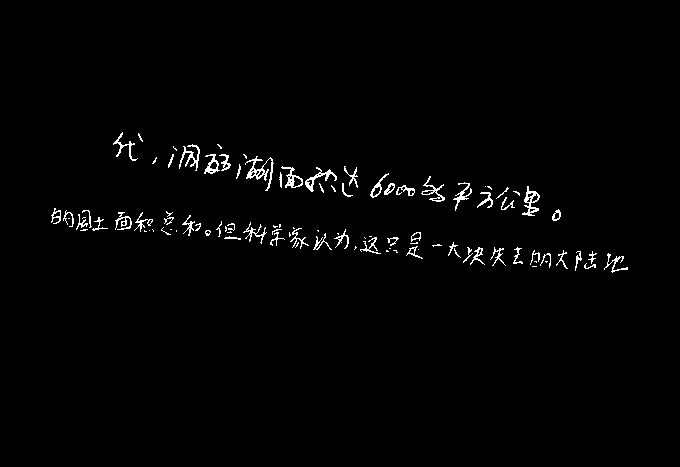 代，洞庭湖面积达6000多平方公里。
的国土面积总和。但科学家认为，这只是一大块失去的大陆地